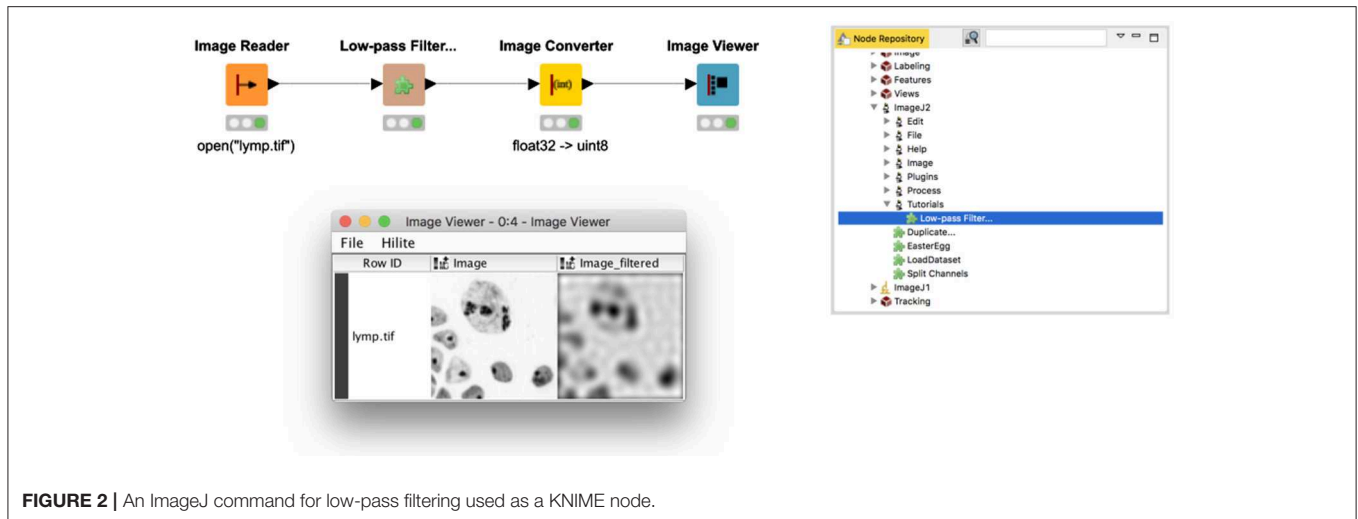 Image Reader
Low-pass Filter...
Image Converter
Image Viewer
(int)
open("lymp.tif")
float32 -> uint8
Image Viewer - 0:4 - Image Viewer
File Hilite
Row ID Image Image_filtered
lymp.tif
Node Repository
Image
Labeling
Features
Views
ImageJ2
Edit
File
Help
Image
Plugins
Process
Tutorials
Low-pass Filter...
Duplicate...
EasterEgg
LoadDataset
Split Channels
ImageJ1
Tracking
FIGURE 2 | An ImageJ command for low-pass filtering used as a KNIME node.